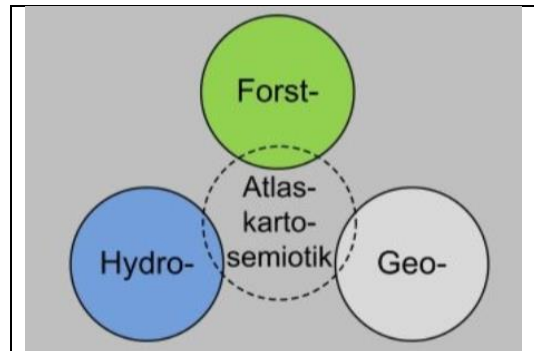 Forst-
Atlas-
karto-
semiotik
Hydro-
Geo-